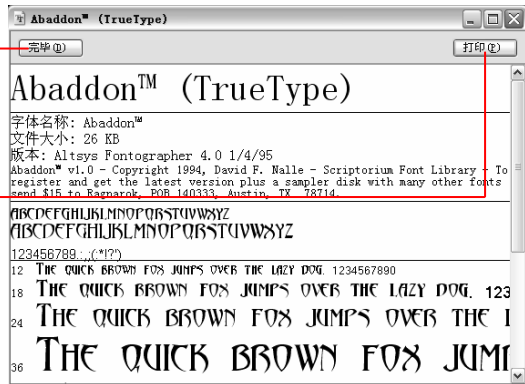 Abaddon™ (TrueType)
完毕(D)
打印(P)
Abaddon™ (TrueType)
字体名称: Abaddon™
文件大小: 26 KB
版本: Altsys Fontographer 4.0 1/4/95
Abaddon™ v1.0 - Copyright 1994, David F. Nalle - Scriptorium Font Library - To
register and get the latest version plus a sampler disk with many other fonts
send $15 to Ragnarok, POB 140333, Austin, TX 78714.
ABCDEFGHIJKLMNOPQRSTUVWXYZ
ABCDEFGHIJKLMNOPQRSTUVWXYZ
123456789.:,;(:*!?')
12 THE QUICK BROWN FOX JUMPS OVER THE LAZY DOG. 1234567890
18 THE QUICK BROWN FOX JUMPS OVER THE LAZY DOG. 123
24 THE QUICK BROWN FOX JUMPS OVER THE
36 THE QUICK BROWN FOX JUM